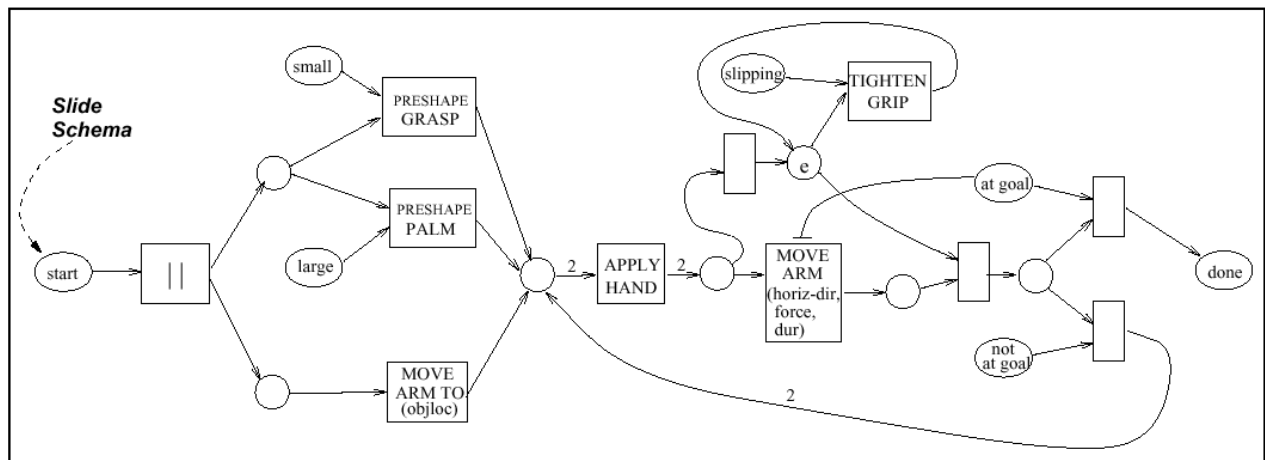 Slide
Schema
start
||
small
PRESHAPE
GRASP
PRESHAPE
PALM
large
MOVE
ARM TO
(objloc)
2
APPLY
HAND
2
slipping
TIGHTEN
GRIP
e
at goal
MOVE
ARM
(horiz-dir,
force,
dur)
not
at goal
done
2